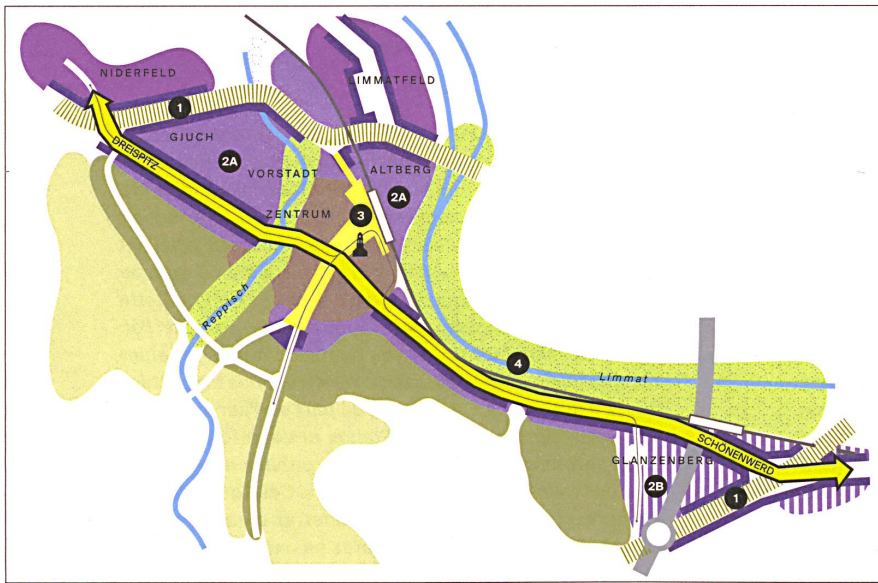 NIDERFELD
LIMMATFELD
1
GJUCH
DREISPITZ
2A
VORSTADT
ALTBERG
2A
ZENTRUM
3
Reppisch
4
Limmat
SCHÖNENWERD
GLANZENBERG
2B
1